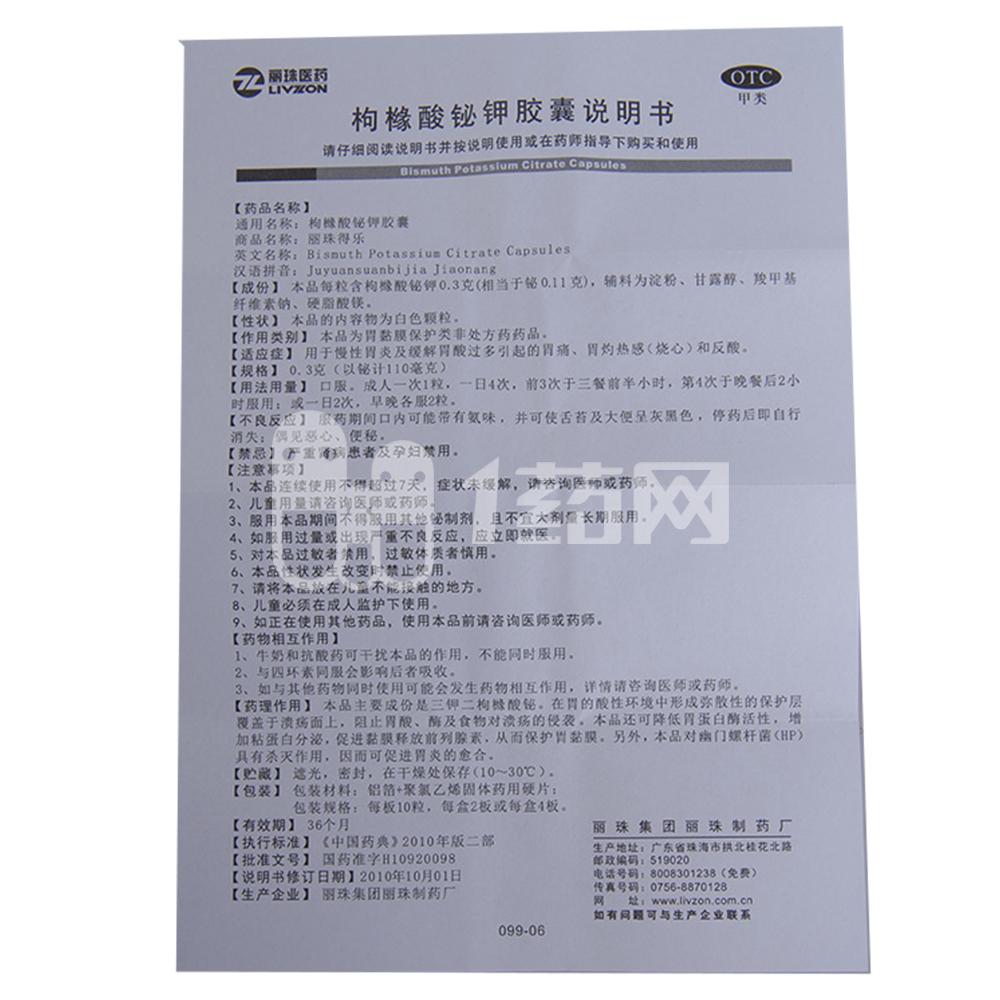 丽珠医药
LIVZON
OTC
甲类
枸橼酸铋钾胶囊说明书
请仔细阅读说明书并按说明使用或在药师指导下购买和使用
Bismuth Potassium Citrate Capsules
【药品名称】
通用名称：枸橼酸铋钾胶囊
商品名称：丽珠得乐
英文名称：Bismuth Potassium Citrate Capsules
汉语拼音：Juyuansuanbijia Jiaonang
【成份】 本品每粒含枸橼酸铋钾0.3克(相当于铋0.11克)，辅料为淀粉、甘露醇、羧甲基
纤维素钠、硬脂酸镁。
【性状】 本品的内容物为白色颗粒。
【作用类别】 本品为胃黏膜保护类非处方药药品。
【适应症】 用于慢性胃炎及缓解胃酸过多引起的胃痛、胃灼热感(烧心)和反酸。
【规格】 0.3克（以铋计110毫克）
【用法用量】 口服。成人一次1粒，一日4次，前3次于三餐前半小时，第4次于晚餐后2小
时服用；或一日2次，早晚各服2粒。
【不良反应】 服药期间口内可能带有氨味，并可使舌苔及大便呈灰黑色，停药后即自行
消失；偶见恶心、便秘。
【禁忌】 严重肾病患者及孕妇禁用。
【注意事项】
1、本品连续使用不得超过7天，症状未缓解，请咨询医师或药师。
2、儿童用量请咨询医师或药师。
3、服用本品期间不得服用其他铋制剂，且不宜大剂量长期服用。
4、如服用过量或出现严重不良反应，应立即就医。
5、对本品过敏者禁用，过敏体质者慎用。
6、本品性状发生改变时禁止使用。
7、请将本品放在儿童不能接触的地方。
8、儿童必须在成人监护下使用。
9、如正在使用其他药品，使用本品前请咨询医师或药师。
【药物相互作用】
1、牛奶和抗酸药可干扰本品的作用，不能同时服用。
2、与四环素同服会影响后者吸收。
3、如与其他药物同时使用可能会发生药物相互作用，详情请咨询医师或药师。
【药理作用】 本品主要成份是三钾二枸橼酸铋。在胃的酸性环境中形成弥散性的保护层
覆盖于溃疡面上，阻止胃酸、酶及食物对溃疡的侵袭。本品还可降低胃蛋白酶活性，增
加粘蛋白分泌，促进黏膜释放前列腺素，从而保护胃黏膜。另外，本品对幽门螺杆菌(HP)
具有杀灭作用，因而可促进胃炎的愈合。
【贮藏】 遮光，密封，在干燥处保存(10～30℃)。
【包装】 包装材料：铝箔+聚氯乙烯固体药用硬片；
包装规格：每板10粒，每盒2板或每盒4板。
【有效期】 36个月
【执行标准】《中国药典》2010年版二部
【批准文号】 国药准字H10920098
【说明书修订日期】2010年10月01日
【生产企业】 丽珠集团丽珠制药厂
丽珠集团丽珠制药厂
生产地址：广东省珠海市拱北桂花北路
邮政编码：519020
电话号码：8008301238（免费）
传真号码：0756-8870128
网 址：www.livzon.com.cn
如有问题可与生产企业联系
099-06
1药网